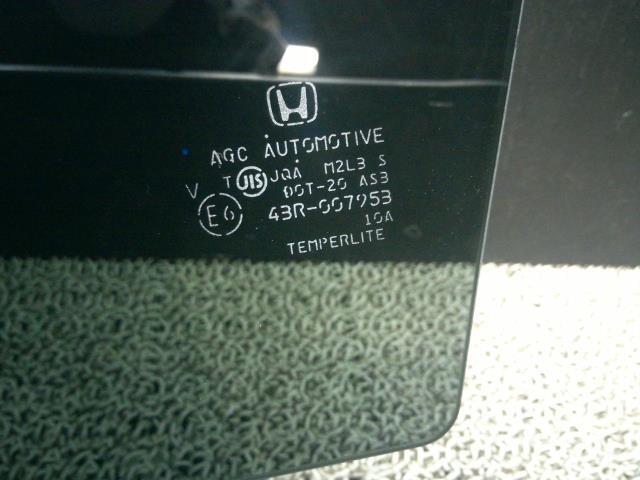 AGC AUTOMOTIVE
T JIS JQA M2L3 S
V DOT-20 AS3
E6 43R-007953
10A
TEMPERLITE